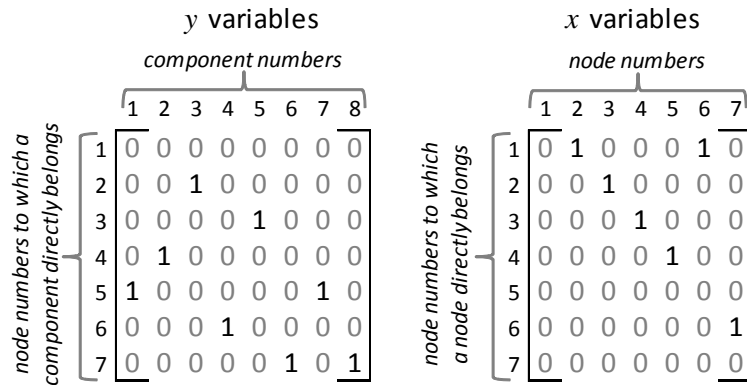 y variables
component numbers
1 2 3 4 5 6 7 8
node numbers to which a
component directly belongs
1 0 0 0 0 0 0 0 0
2 0 0 1 0 0 0 0 0
3 0 0 0 0 1 0 0 0
4 0 1 0 0 0 0 0 0
5 1 0 0 0 0 0 1 0
6 0 0 0 1 0 0 0 0
7 0 0 0 0 0 1 0 1
x variables
node numbers
1 2 3 4 5 6 7
node numbers to which
a node directly belongs
1 0 1 0 0 0 1 0
2 0 0 1 0 0 0 0
3 0 0 0 1 0 0 0
4 0 0 0 0 1 0 0
5 0 0 0 0 0 0 0
6 0 0 0 0 0 0 1
7 0 0 0 0 0 0 0